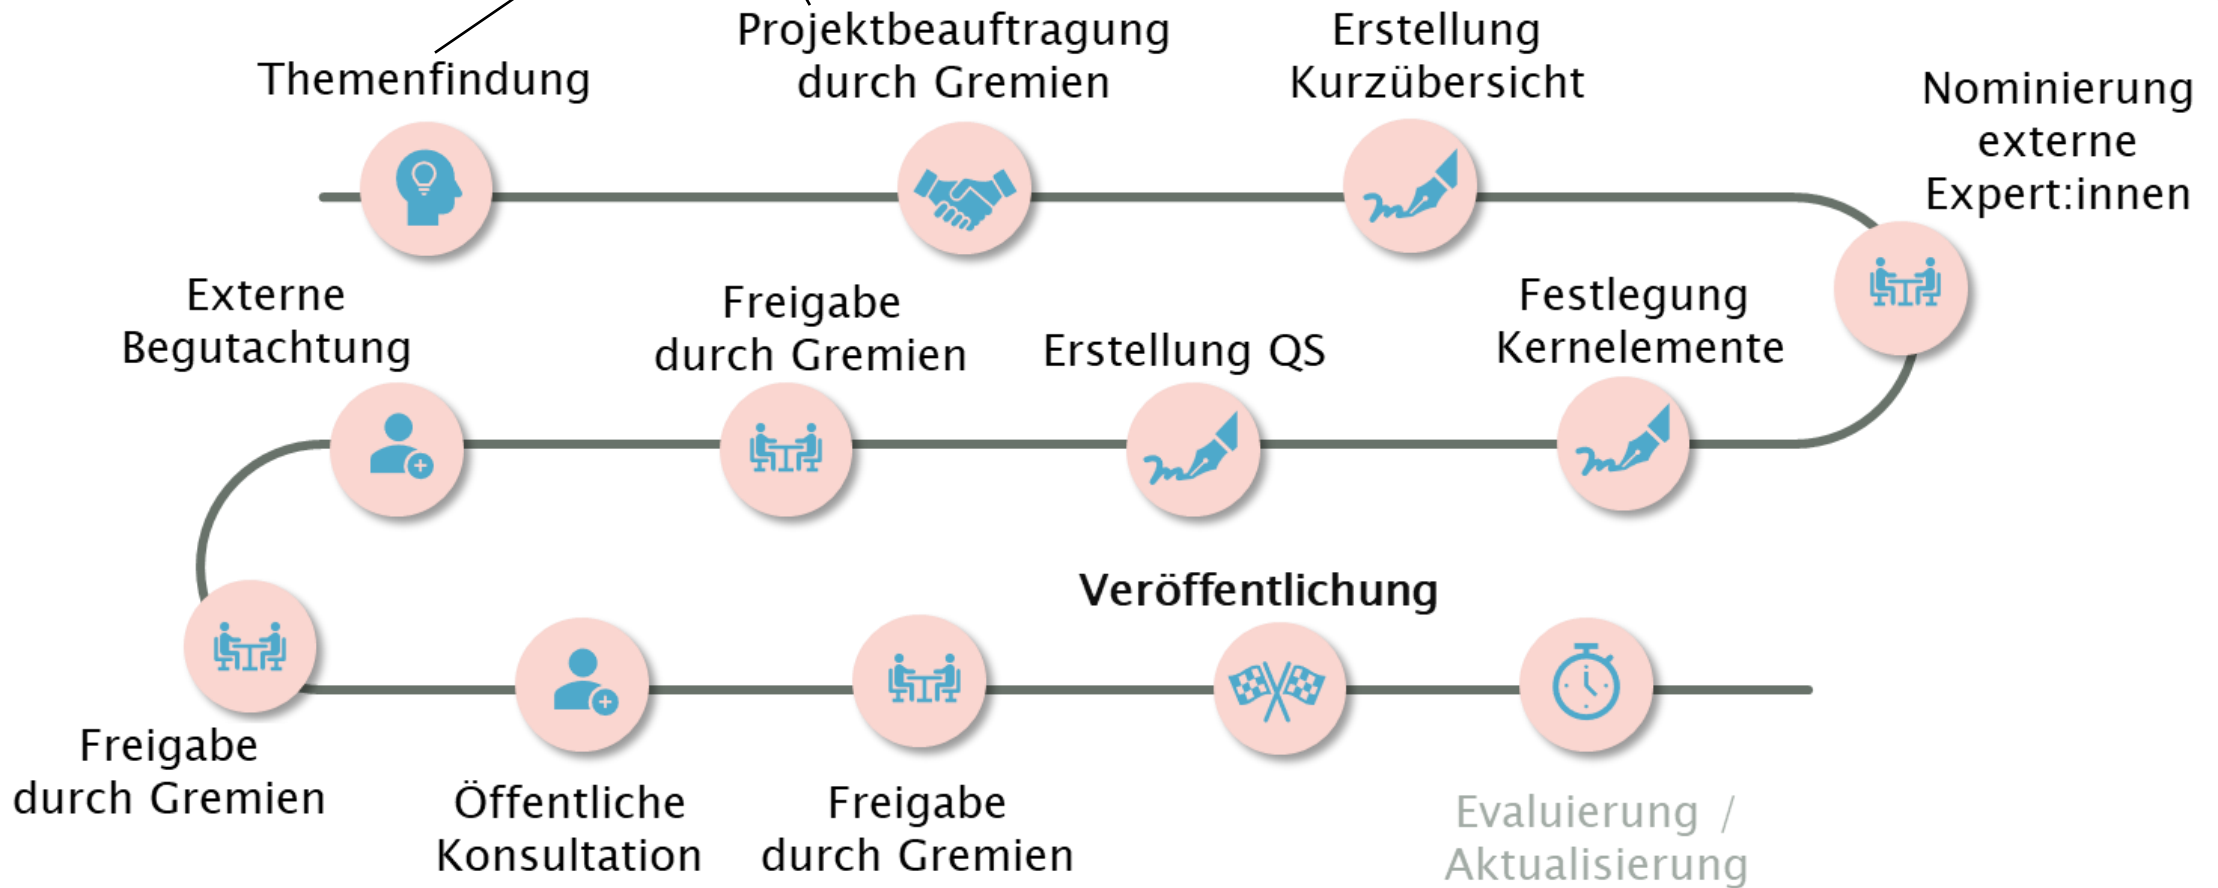 Themenfindung
Projektbeauftragung
durch Gremien
Erstellung
Kurzübersicht
Nominierung
externe
Expert:innen
Externe
Begutachtung
Freigabe
durch Gremien
Erstellung QS
Festlegung
Kernelemente
Freigabe
durch Gremien
Öffentliche
Konsultation
Freigabe
durch Gremien
Veröffentlichung
Evaluierung /
Aktualisierung